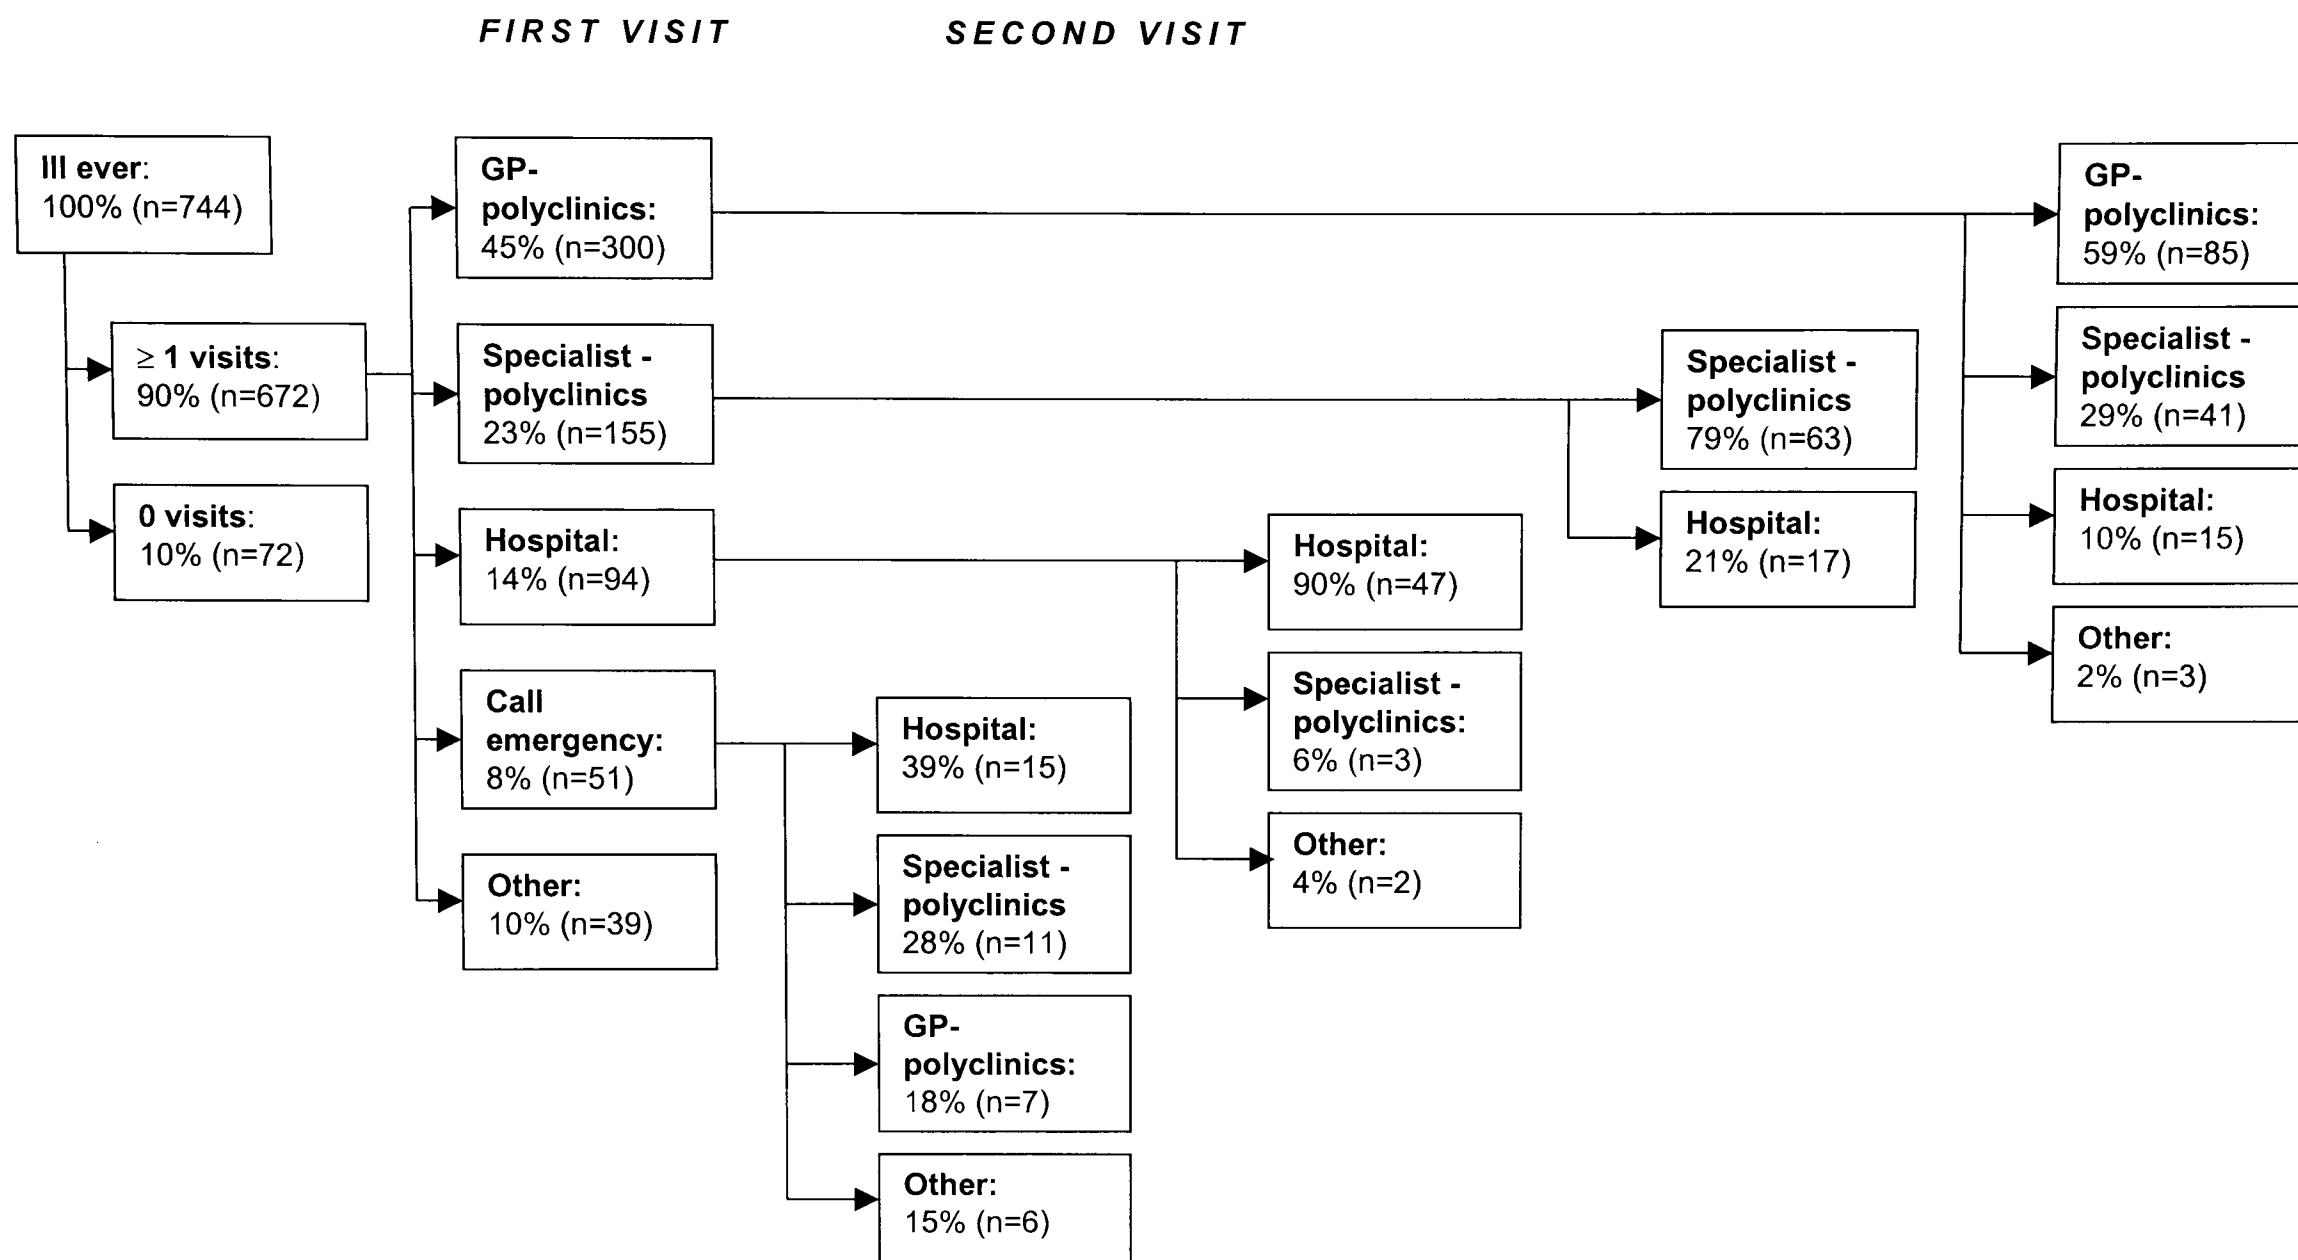 FIRST VISIT
SECOND VISIT
Ill ever:
100% (n=744)
≥ 1 visits:
90% (n=672)
0 visits:
10% (n=72)
GP-
polyclinics:
45% (n=300)
Specialist -
polyclinics
23% (n=155)
Hospital:
14% (n=94)
Call
emergency:
8% (n=51)
Other:
10% (n=39)
Hospital:
39% (n=15)
Specialist -
polyclinics
28% (n=11)
GP-
polyclinics:
18% (n=7)
Other:
15% (n=6)
Hospital:
90% (n=47)
Specialist -
polyclinics:
6% (n=3)
Other:
4% (n=2)
Specialist -
polyclinics
79% (n=63)
Hospital:
21% (n=17)
GP-
polyclinics:
59% (n=85)
Specialist -
polyclinics
29% (n=41)
Hospital:
10% (n=15)
Other:
2% (n=3)